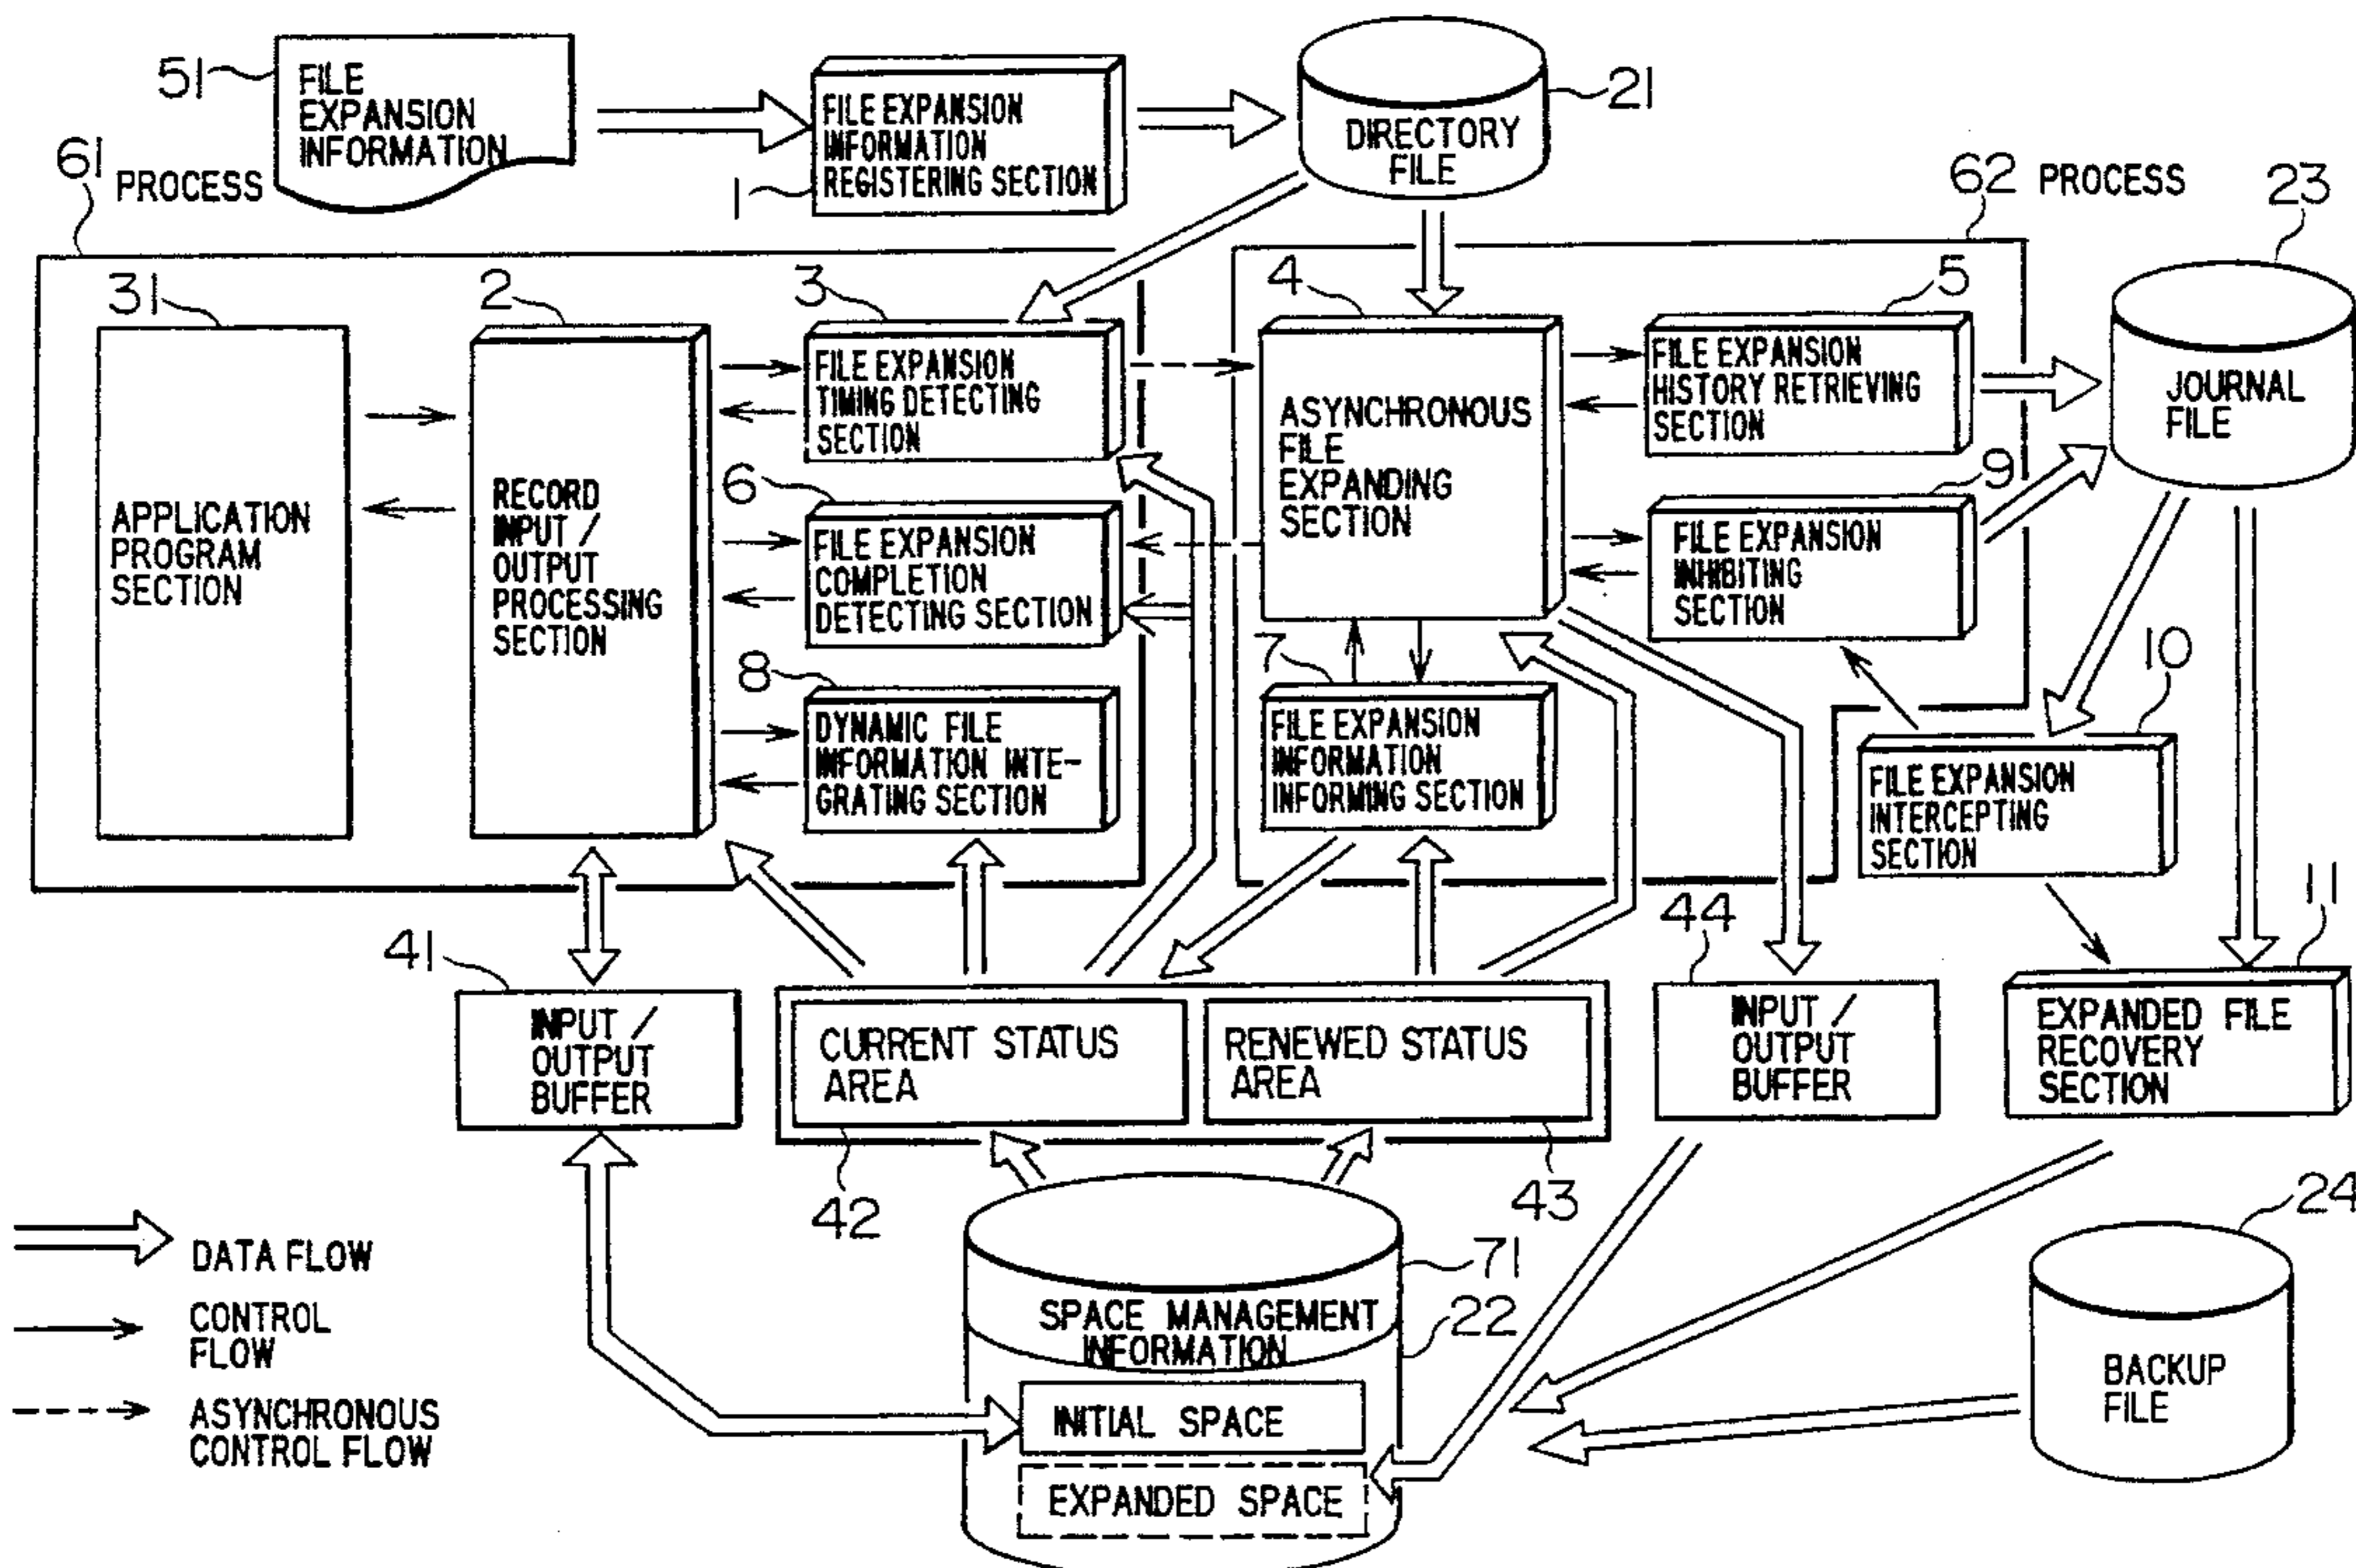 51
FILE
EXPANSION
INFORMATION
FILE EXPANSION
INFORMATION
REGISTERING SECTION
1
DIRECTORY
FILE
21
61
PROCESS
62
PROCESS
23
31
APPLICATION
PROGRAM
SECTION
2
RECORD
INPUT /
OUTPUT
PROCESSING
SECTION
3
FILE EXPANSION
TIMING DETECTING
SECTION
6
FILE EXPANSION
COMPLETION
DETECTING SECTION
8
DYNAMIC FILE
INFORMATION INTE-
GRATING SECTION
4
ASYNCHRONOUS
FILE
EXPANDING
SECTION
5
FILE EXPANSION
HISTORY RETRIEVING
SECTION
JOURNAL
FILE
9
FILE EXPANSION
INHIBITING
SECTION
7
FILE EXPANSION
INFORMATION
INFORMING SECTION
10
FILE EXPANSION
INTERCEPTING
SECTION
41
INPUT /
OUTPUT
BUFFER
CURRENT STATUS
AREA
42
RENEWED STATUS
AREA
43
44
INPUT /
OUTPUT
BUFFER
11
EXPANDED FILE
RECOVERY
SECTION
24
BACKUP
FILE
71
SPACE MANAGEMENT
INFORMATION
22
INITIAL SPACE
EXPANDED SPACE
DATA FLOW
CONTROL
FLOW
ASYNCHRONOUS
CONTROL FLOW